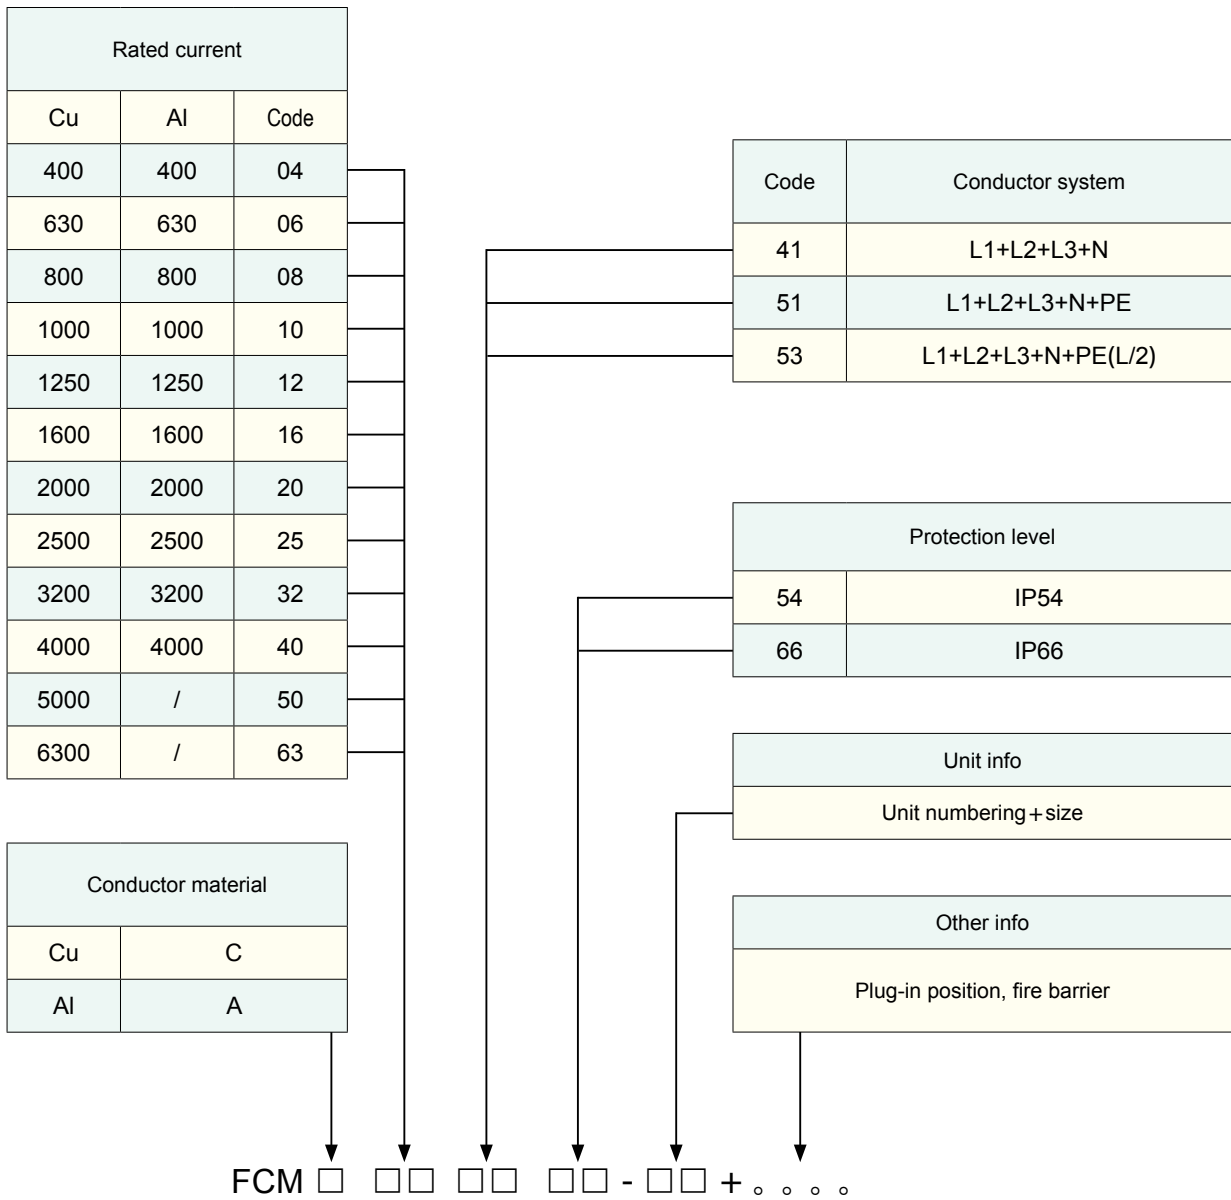 Rated current
Cu Al Code
400 400 04
630 630 06
800 800 08
1000 1000 10
1250 1250 12
1600 1600 16
2000 2000 20
2500 2500 25
3200 3200 32
4000 4000 40
5000 / 50
6300 / 63
Conductor material
Cu C
Al A
Code Conductor system
41 L1+L2+L3+N
51 L1+L2+L3+N+PE
53 L1+L2+L3+N+PE(L/2)
Protection level
54 IP54
66 IP66
Unit info
Unit numbering+size
Other info
Plug-in position, fire barrier
FCM □ □□ □□ □□ - □□ + 。。。。